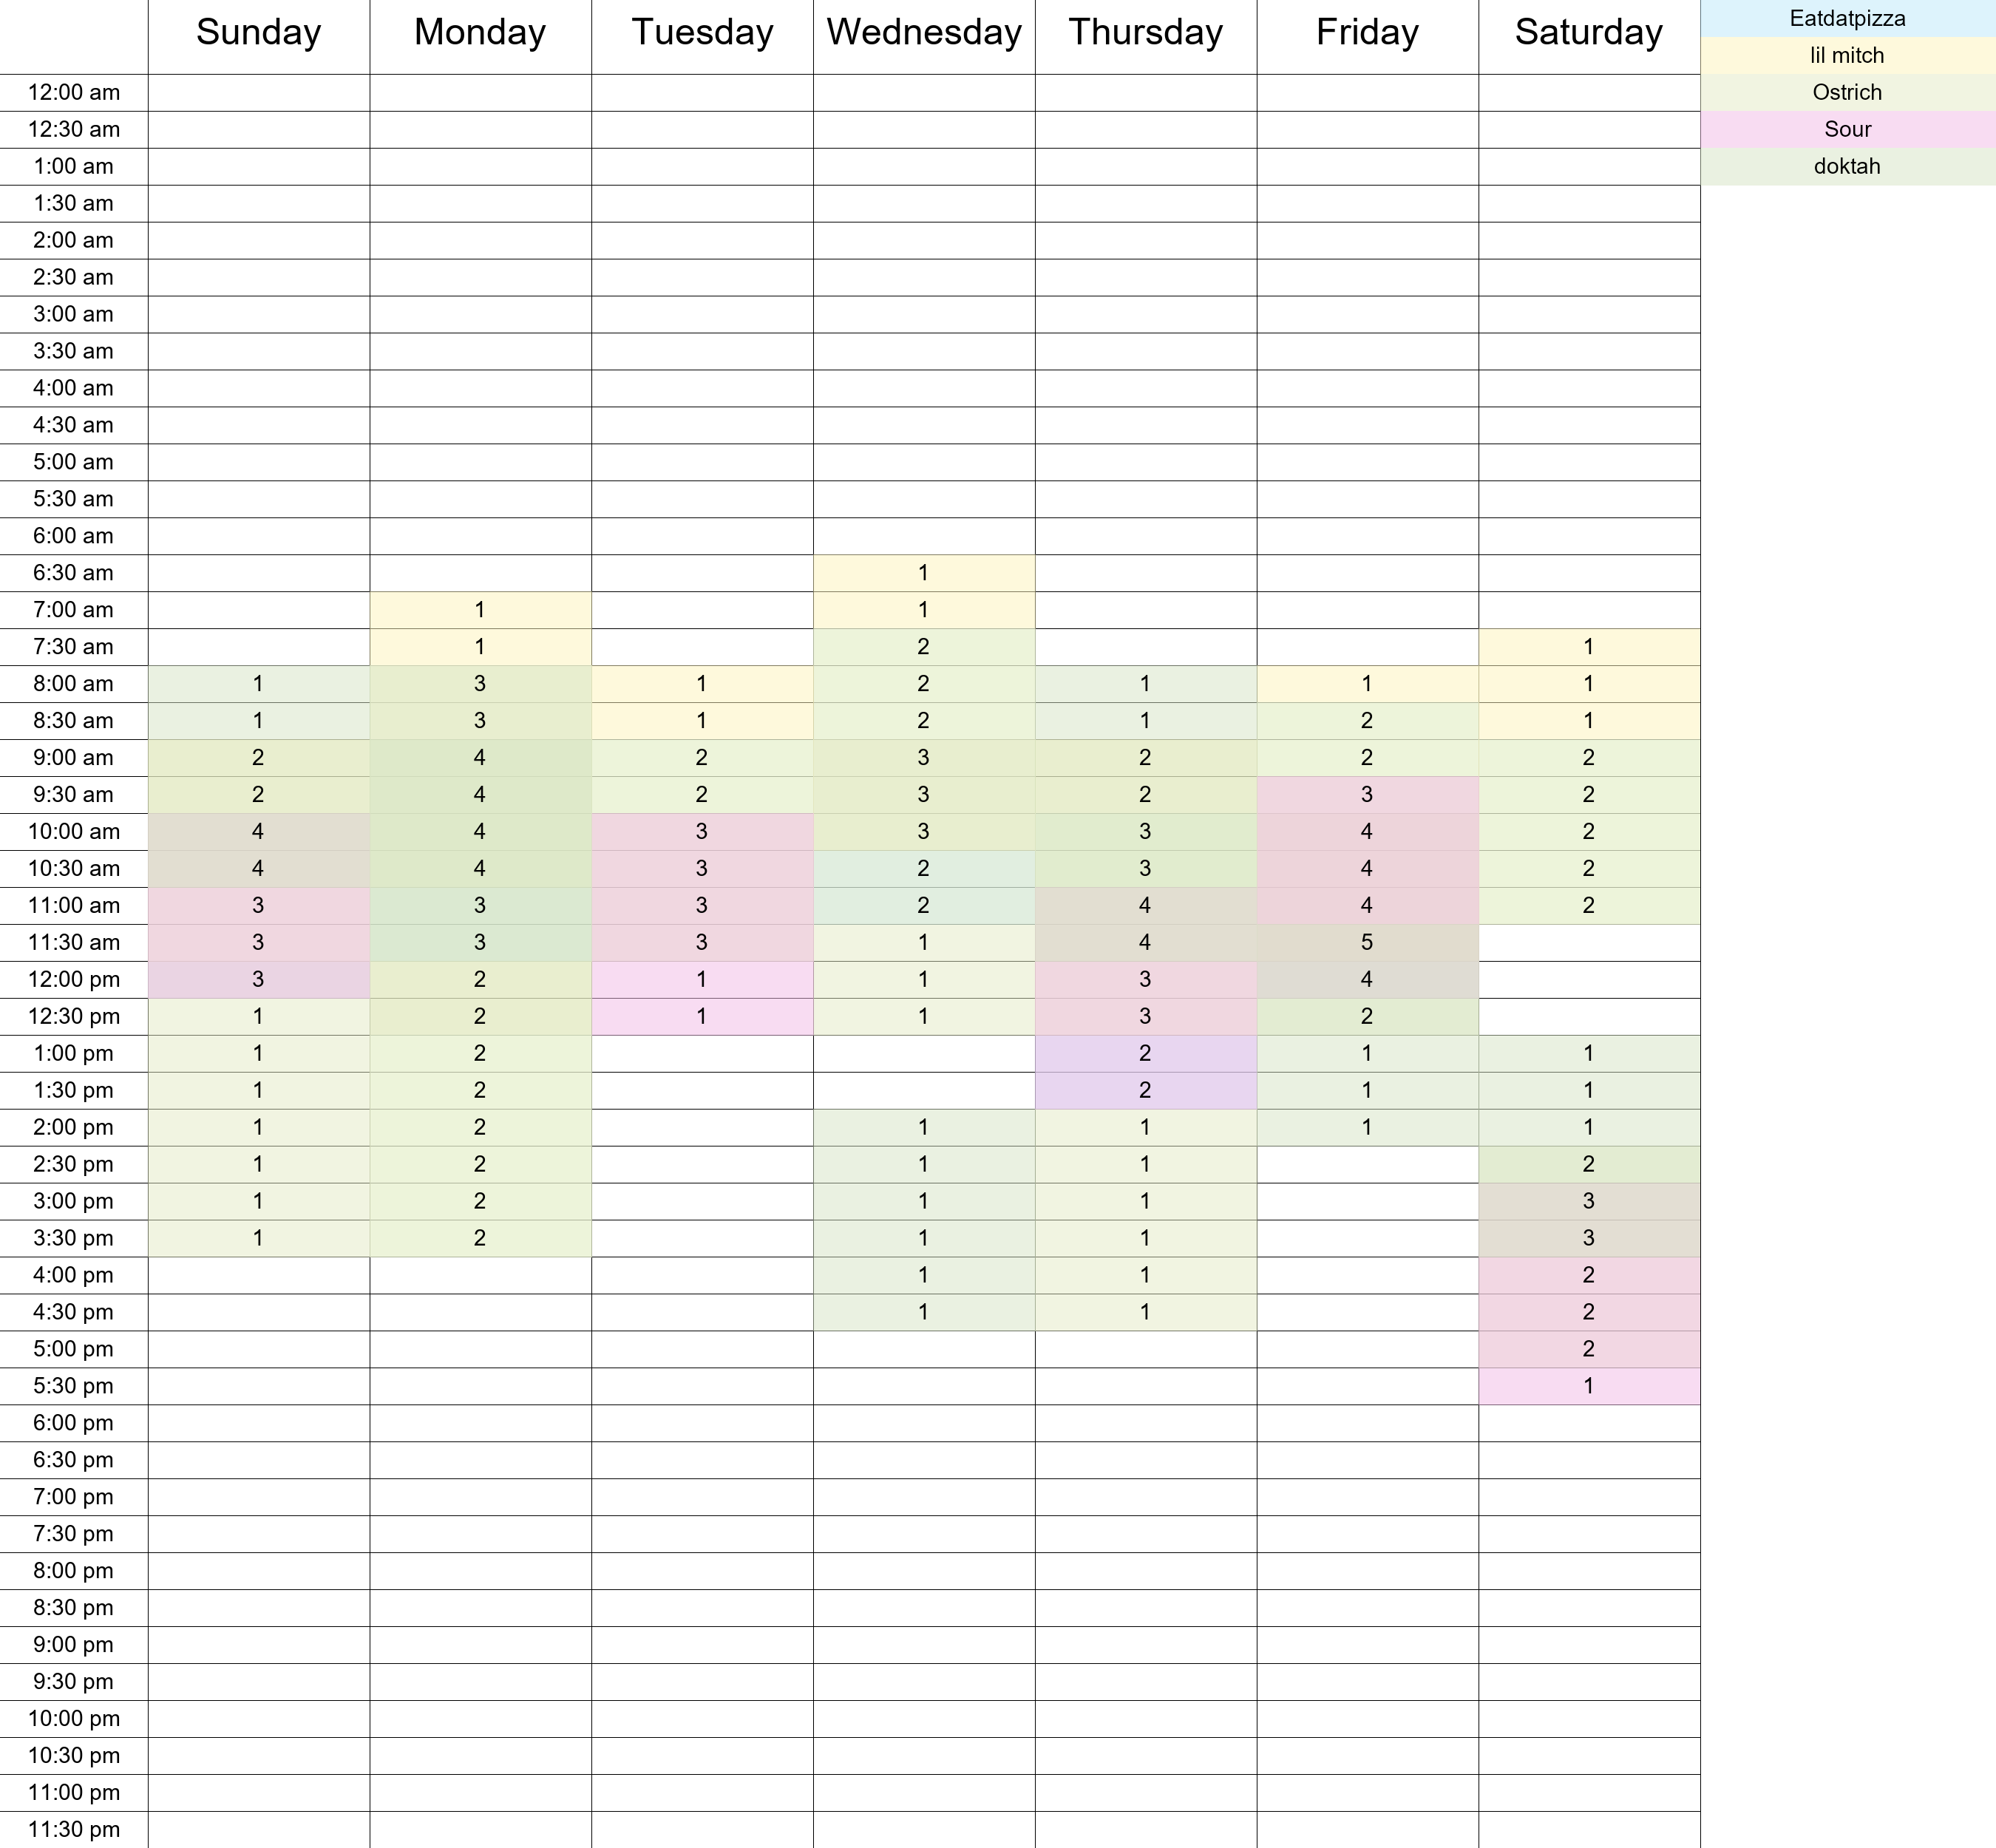 Sunday Monday Tuesday Wednesday Thursday Friday Saturday Eatdatpizza
lil mitch
12:00 am Ostrich
12:30 am Sour
1:00 am doktah
1:30 am
2:00 am
2:30 am
3:00 am
3:30 am
4:00 am
4:30 am
5:00 am
5:30 am
6:00 am
6:30 am 1
7:00 am 1 1
7:30 am 1 2 1
8:00 am 1 3 1 2 1 1 1
8:30 am 1 3 1 2 1 2 1
9:00 am 2 4 2 3 2 2 2
9:30 am 2 4 2 3 2 3 2
10:00 am 4 4 3 3 3 4 2
10:30 am 4 4 3 2 3 4 2
11:00 am 3 3 3 2 4 4 2
11:30 am 3 3 3 1 4 5
12:00 pm 3 2 1 1 3 4
12:30 pm 1 2 1 1 3 2
1:00 pm 1 2 2 1 1
1:30 pm 1 2 2 1 1
2:00 pm 1 2 1 1 1 1
2:30 pm 1 2 1 1 2
3:00 pm 1 2 1 1 3
3:30 pm 1 2 1 1 3
4:00 pm 1 1 2
4:30 pm 1 1 2
5:00 pm 2
5:30 pm 1
6:00 pm
6:30 pm
7:00 pm
7:30 pm
8:00 pm
8:30 pm
9:00 pm
9:30 pm
10:00 pm
10:30 pm
11:00 pm
11:30 pm